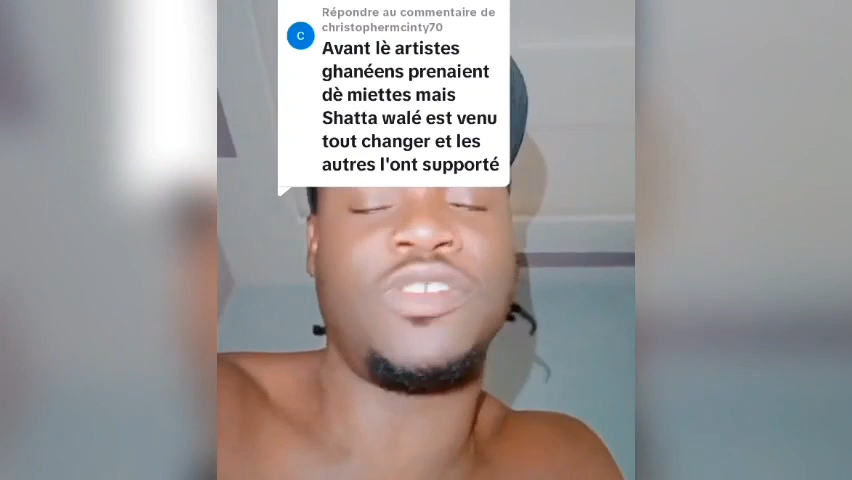 Répondre au commentaire de
christophermcinty70
C
Avant lè artistes
ghanéens prenaient
dè miettes mais
Shatta walé est venu
tout changer et les
autres l'ont supporté